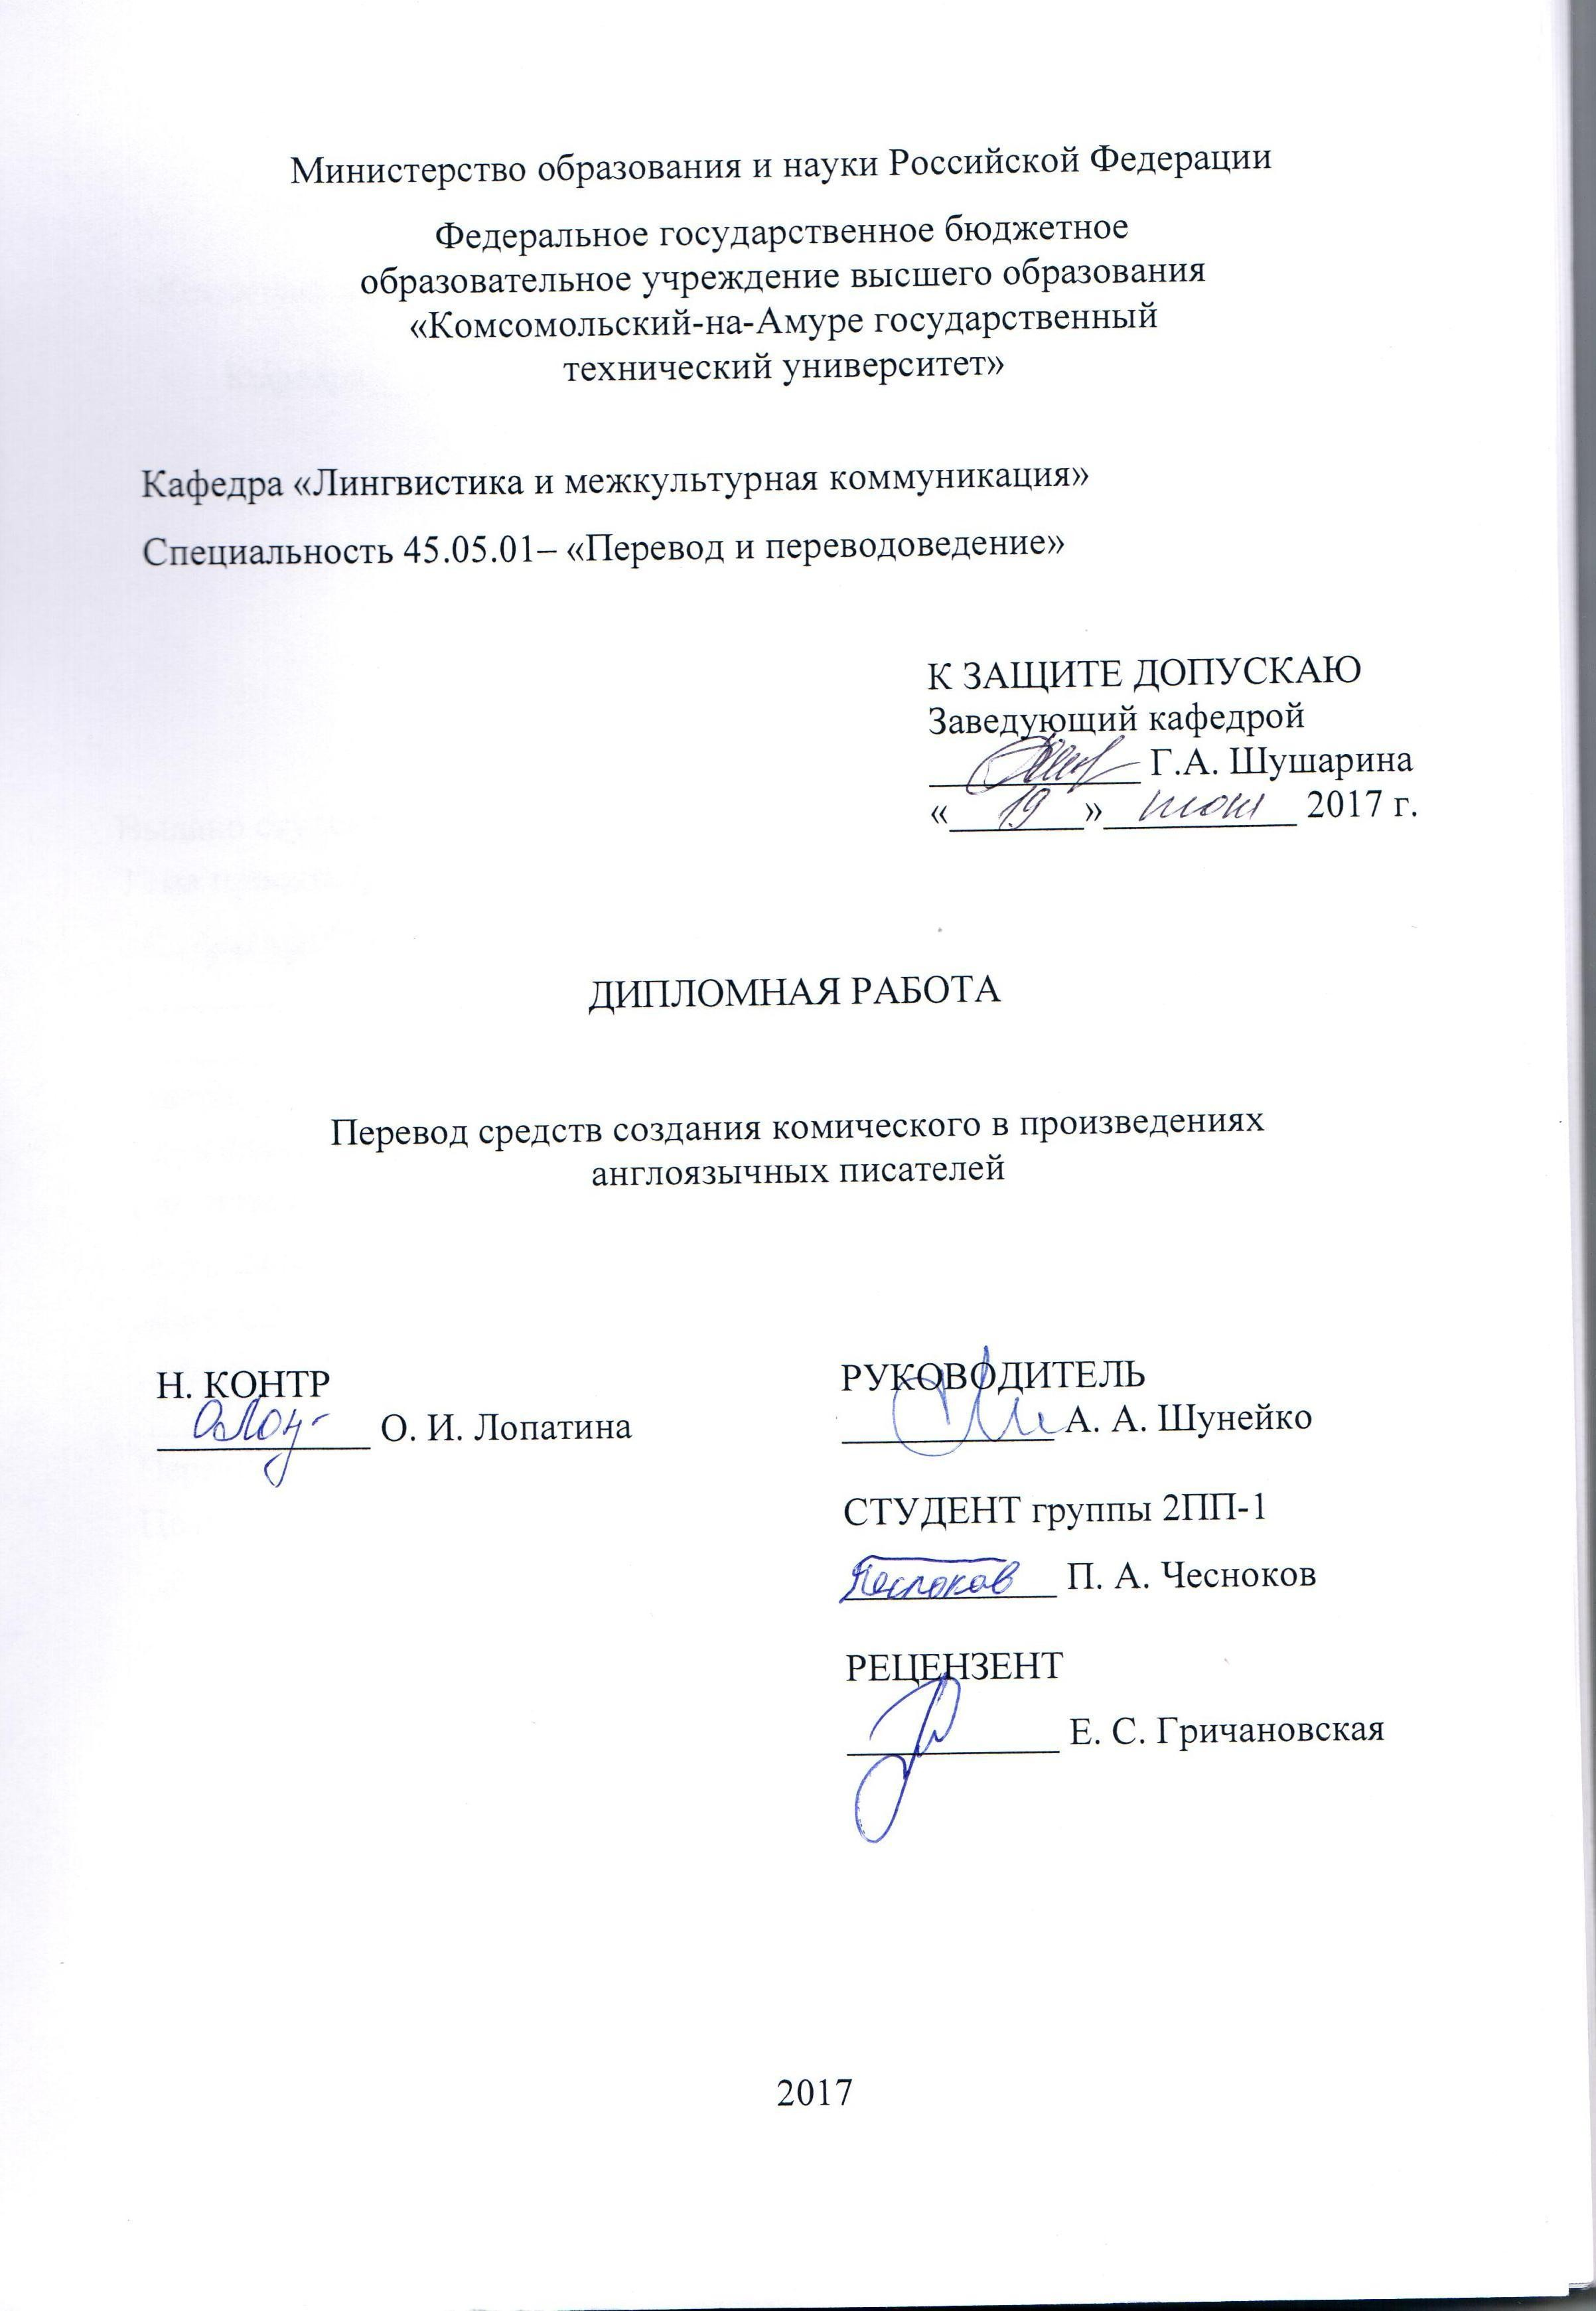 Министерство образования и науки Российской Федерации
Федеральное государственное бюджетное
образовательное учреждение высшего образования
«Комсомольский-на-Амуре государственный
технический университет»
Кафедра «Лингвистика и межкультурная коммуникация»
Специальность 45.05.01– «Перевод и переводоведение»
К ЗАЩИТЕ ДОПУСКАЮ
Заведующий кафедрой
Г.А. Шушарина
«19» 2017 г.
ДИПЛОМНАЯ РАБОТА
Перевод средств создания комического в произведениях
англоязычных писателей
Н. КОНТР
О. И. Лопатина
РУКОВОДИТЕЛЬ
А. А. Шунейко
СТУДЕНТ группы 2ПП-1
Чесноков П. А. Чесноков
РЕЦЕНЗЕНТ
Е. С. Гричановская
2017